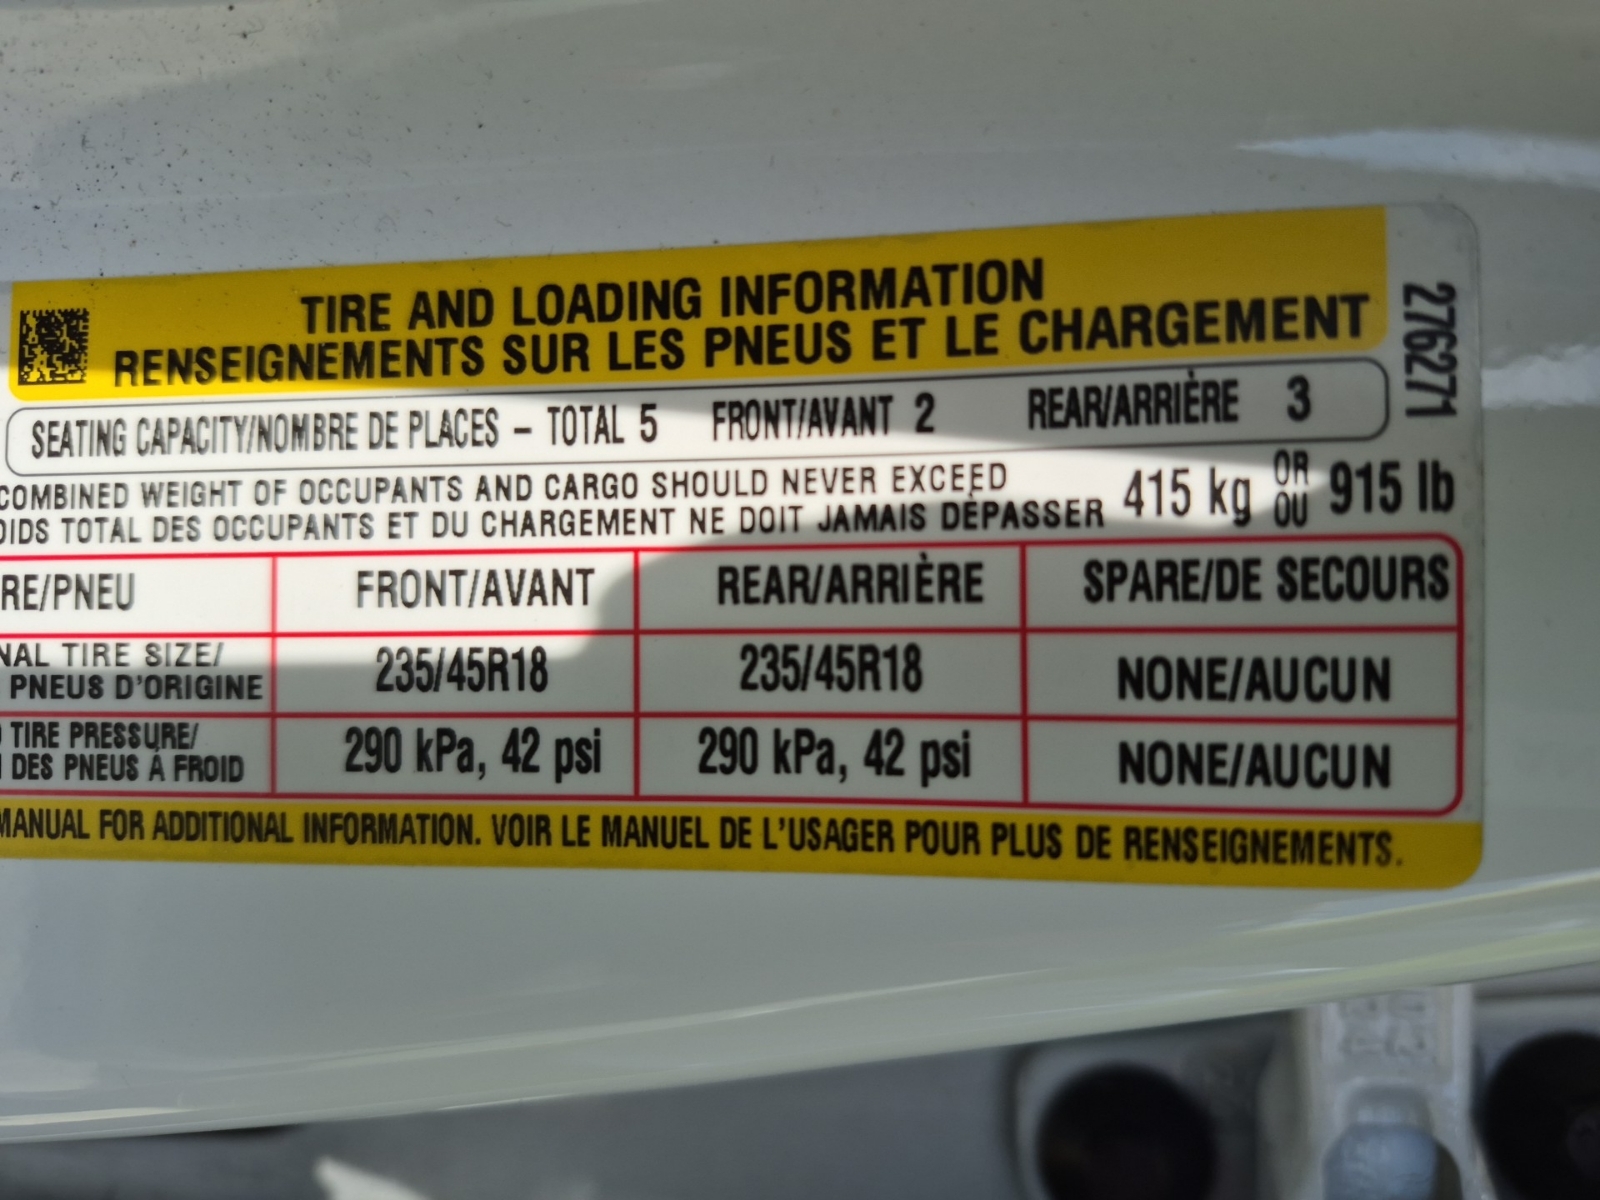 TIRE AND LOADING INFORMATION
RENSEIGNEMENTS SUR LES PNEUS ET LE CHARGEMENT
2776271
SEATING CAPACITY/NOMBRE DE PLACES – TOTAL 5 FRONT/AVANT 2 REAR/ARRIÈRE 3
COMBINED WEIGHT OF OCCUPANTS AND CARGO SHOULD NEVER EXCEED
OIDS TOTAL DES OCCUPANTS ET DU CHARGEMENT NE DOIT JAMAIS DÉPASSER 415 kg OR OU 915 lb
RE/PNEU FRONT/AVANT REAR/ARRIÈRE SPARE/DE SECOURS
NAL TIRE SIZE/
PNEUS D'ORIGINE 235/45R18 235/45R18 NONE/AUCUN
TIRE PRESSURE/
DES PNEUS À FROID 290 kPa, 42 psi 290 kPa, 42 psi NONE/AUCUN
MANUAL FOR ADDITIONAL INFORMATION. VOIR LE MANUEL DE L'USAGER POUR PLUS DE RENSEIGNEMENTS.